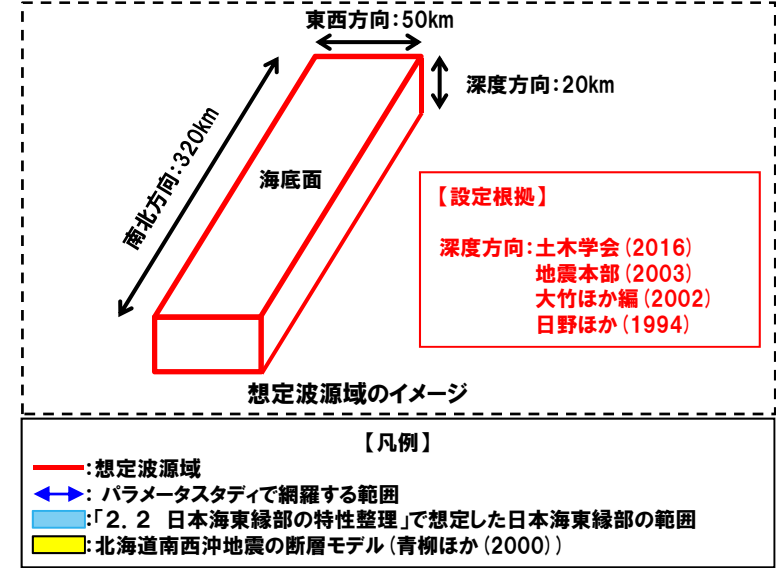 東西方向:50km
深度方向:20km
南北方向:320km
海底面
【設定根拠】
深度方向:土木学会(2016)
地震本部(2003)
大竹ほか編(2002)
日野ほか(1994)
想定波源域のイメージ
【凡例】
:想定波源域
:パラメータスタディで網羅する範囲
:「2.2 日本海東縁部の特性整理」で想定した日本海東縁部の範囲
:北海道南西沖地震の断層モデル(青柳ほか(2000))